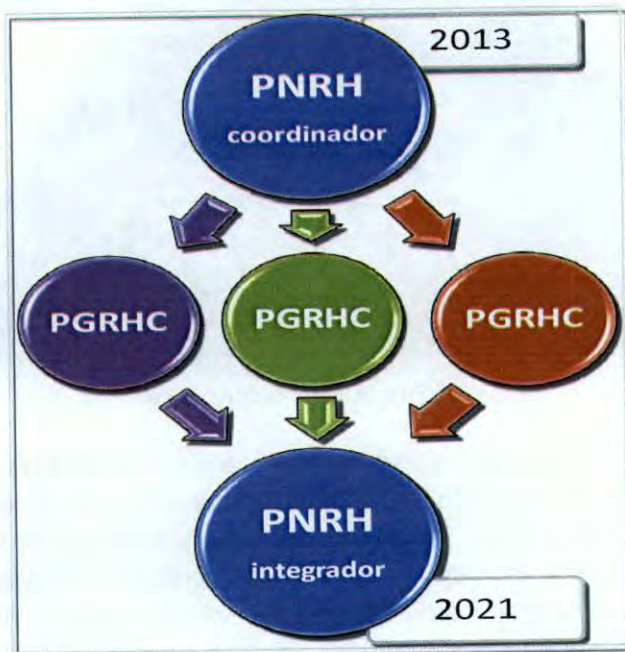 2013
PNRH
coordinador
PGRHC PGRHC PGRHC
PNRH
integrador
2021